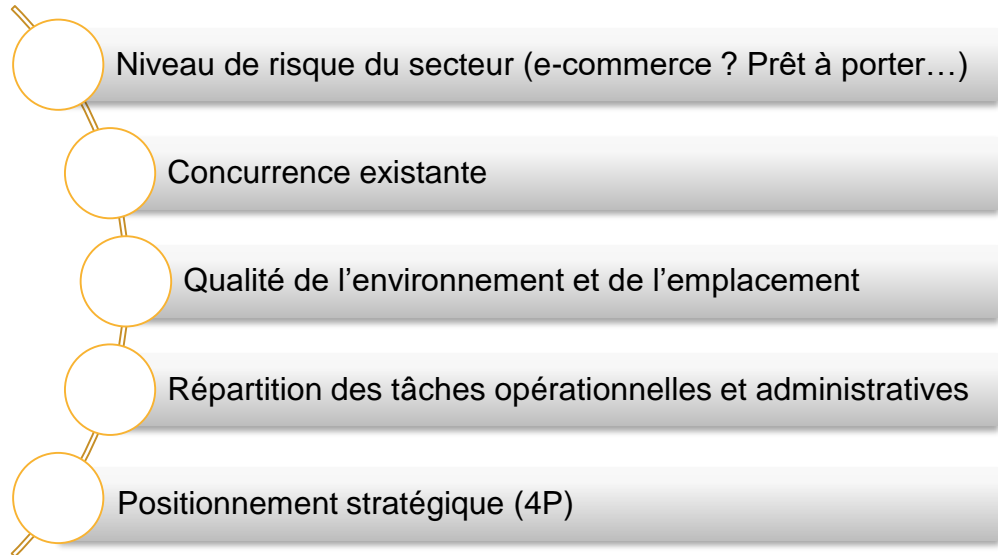 Niveau de risque du secteur (e-commerce ? Prêt à porter…)
Concurrence existante
Qualité de l’environnement et de l’emplacement
Répartition des tâches opérationnelles et administratives
Positionnement stratégique (4P)